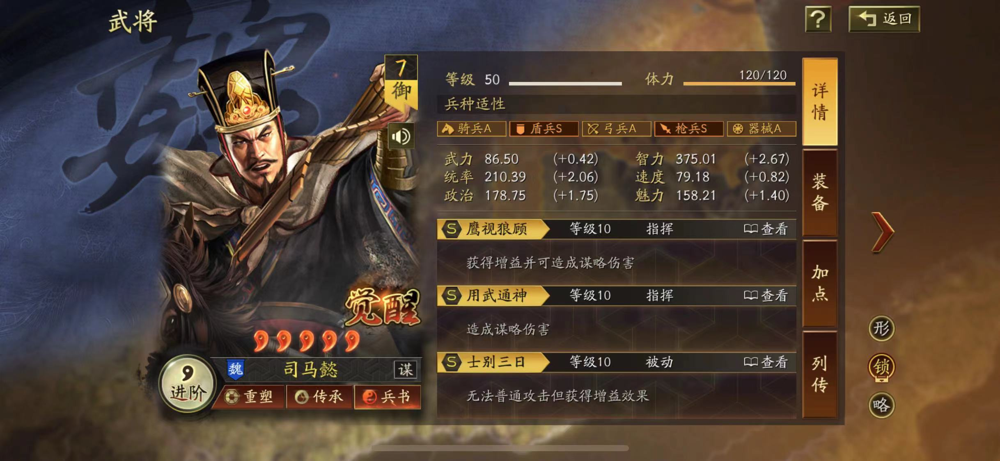 武将
魏
?
返回
7
御
觉醒
魏 司马懿 谋
进阶
重塑 传承 兵书
等级 50 体力 120/120
兵种适性
骑兵A 盾兵S 弓兵A 枪兵S 器械A
武力 86.50 (+0.42) 智力 375.01 (+2.67)
统率 210.39 (+2.06) 速度 79.18 (+0.82)
政治 178.75 (+1.75) 魅力 158.21 (+1.40)
S 鹰视狼顾 等级10 指挥 查看
获得增益并可造成谋略伤害
S 用武通神 等级10 指挥 查看
造成谋略伤害
S 士别三日 等级10 被动 查看
无法普通攻击但获得增益效果
详情
装备
加点
列传
形
锁
略